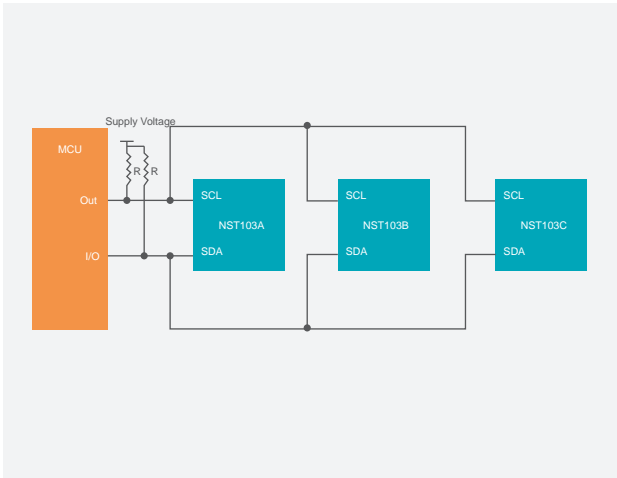 Supply Voltage
MCU
R R
Out
I/O
SCL
NST103A
SDA
SCL
NST103B
SDA
SCL
NST103C
SDA